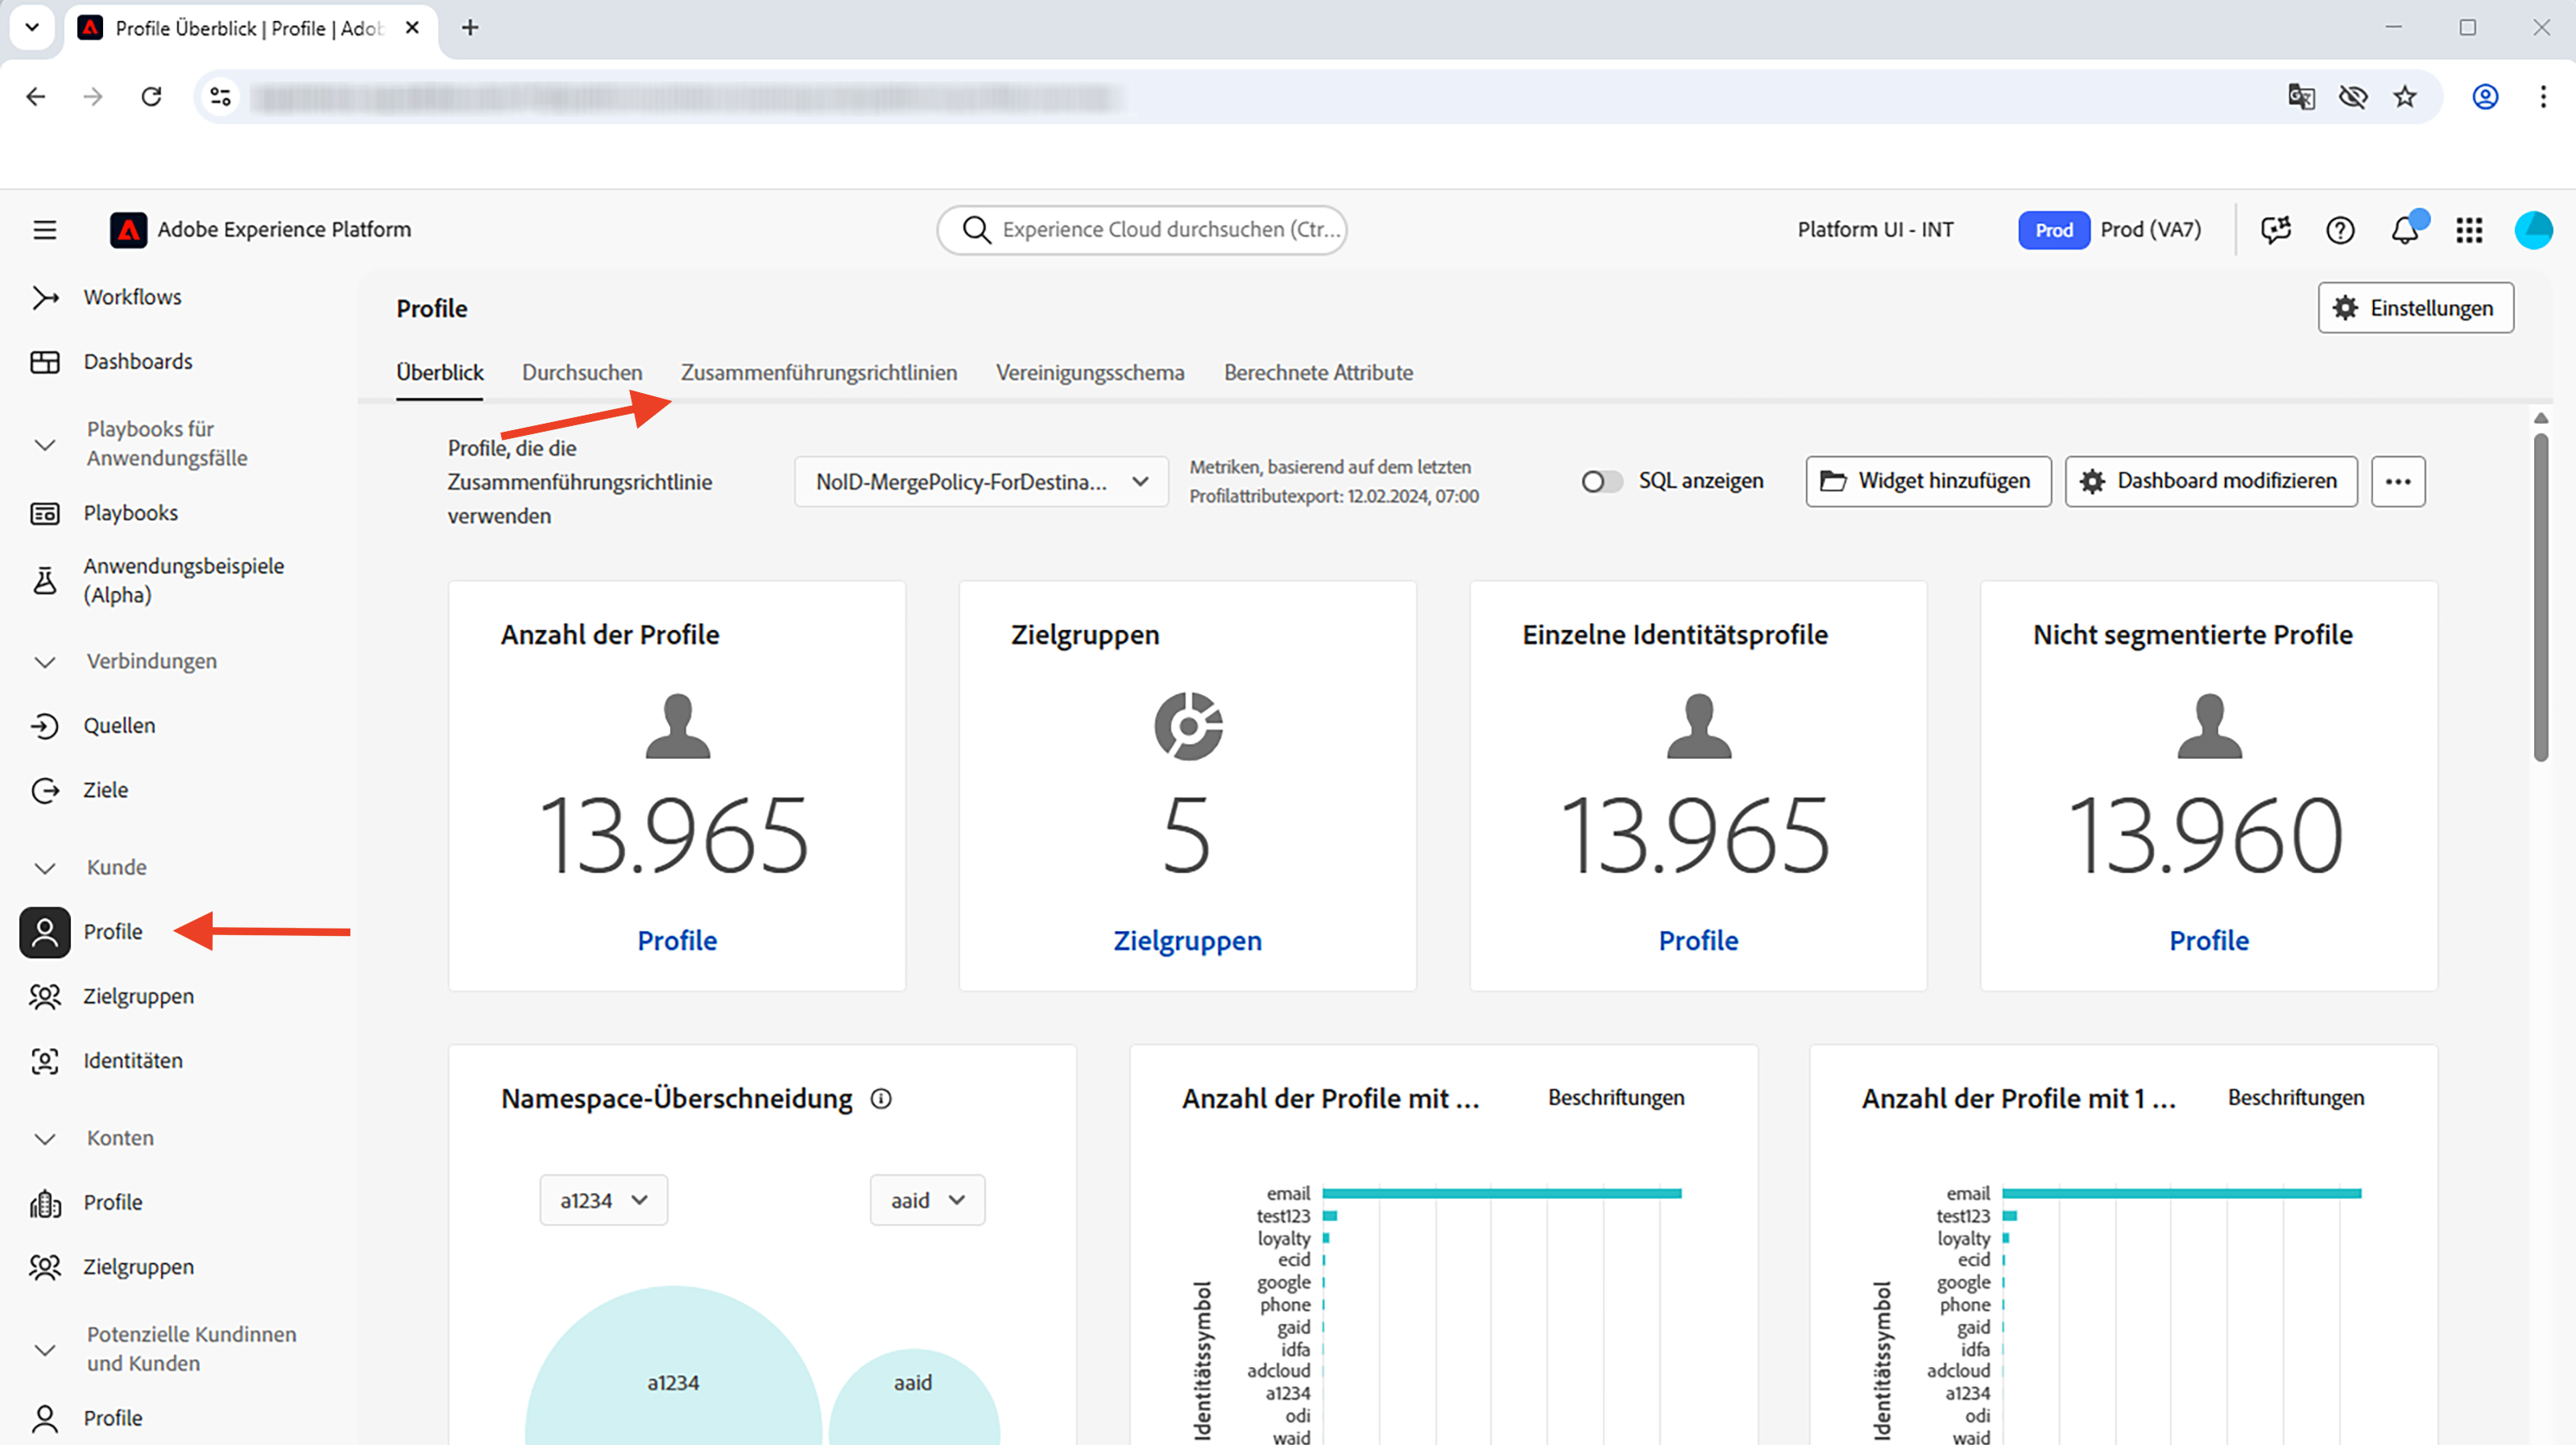 Profile Überblick | Profile | Adob
Adobe Experience Platform
Experience Cloud durchsuchen (Ctr...
Platform UI - INT
Prod
Prod (VA7)
Workflows
Dashboards
Playbooks für
Anwendungsfälle
Playbooks
Anwendungsbeispiele
(Alpha)
Verbindungen
Quellen
Ziele
Kunde
Profile
Zielgruppen
Identitäten
Konten
Profile
Zielgruppen
Potenzielle Kundinnen
und Kunden
Profile
Profile
Einstellungen
Überblick
Durchsuchen
Zusammenführungsrichtlinien
Vereinigungsschema
Berechnete Attribute
Profile, die die
Zusammenführungsrichtlinie
verwenden
NoID-MergePolicy-ForDestina...
Metriken, basierend auf dem letzten
Profilattributexport: 12.02.2024, 07:00
SQL anzeigen
Widget hinzufügen
Dashboard modifizieren
Anzahl der Profile
13.965
Profile
Zielgruppen
5
Zielgruppen
Einzelne Identitätsprofile
13.965
Profile
Nicht segmentierte Profile
13.960
Profile
Namespace-Überschneidung
a1234
aaid
a1234
aaid
Anzahl der Profile mit ...
Beschriftungen
Identitätssymbol
email
test123
loyalty
ecid
google
phone
gaid
idfa
adcloud
a1234
odi
waid
Anzahl der Profile mit 1 ...
Beschriftungen
Identitätssymbol
email
test123
loyalty
ecid
google
phone
gaid
idfa
adcloud
a1234
odi
waid